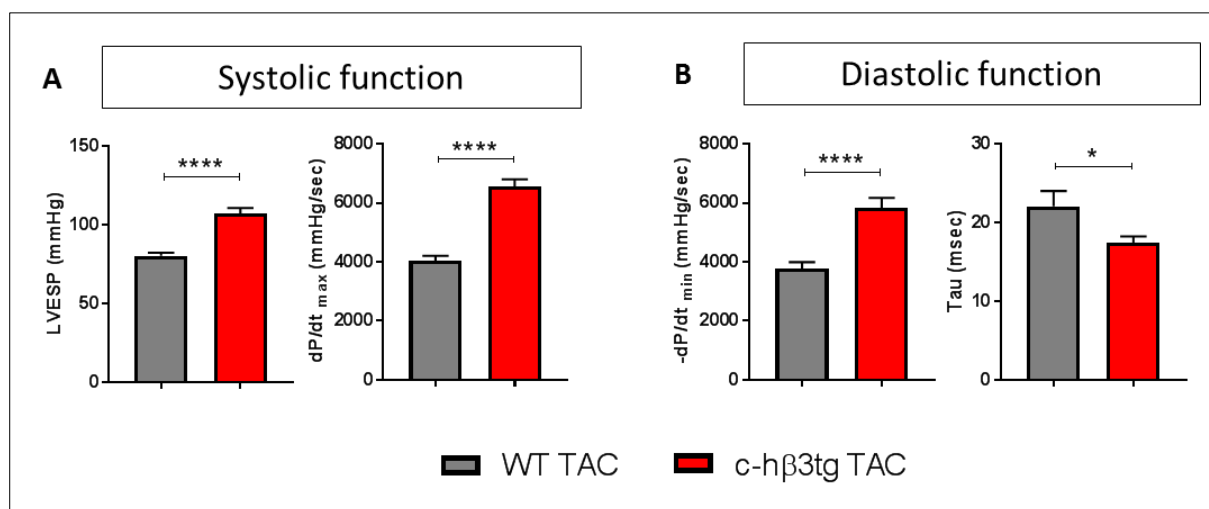 A
Systolic function
B
Diastolic function
LVESP (mmHg)
150
100
50
0
****
dP/dt max (mmHg/sec)
8000
6000
4000
2000
0
****
-dP/dt min (mmHg/sec)
8000
6000
4000
2000
0
****
Tau (msec)
30
20
10
0
*
WT TAC
c-hβ3tg TAC